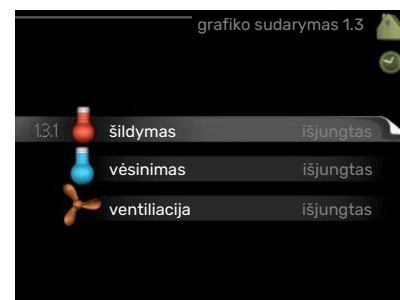 grafiko sudarymas 1.3
1.3.1 šildymas išjungtas
vėsinimas išjungtas
ventiliacija išjungtas